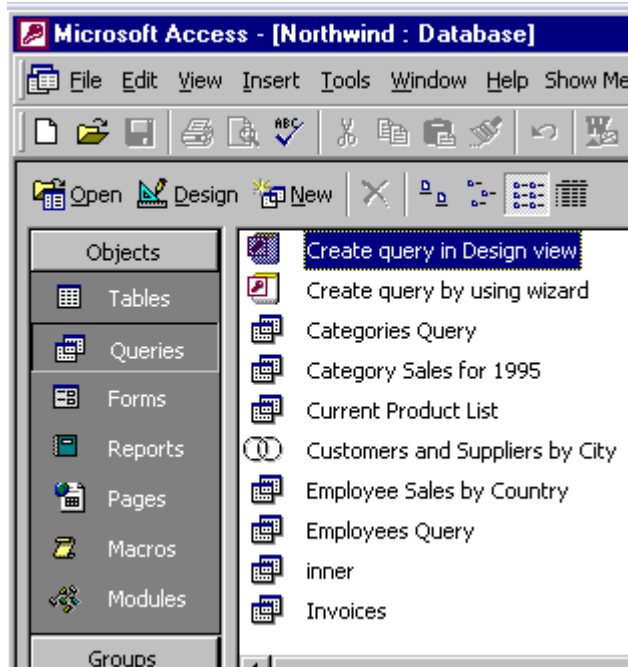 Microsoft Access - [Northwind : Database]
File Edit View Insert Tools Window Help Show Me
ABC
Open Design New
Objects
Tables
Queries
Forms
Reports
Pages
Macros
Modules
Groups
Create query in Design view
Create query by using wizard
Categories Query
Category Sales for 1995
Current Product List
Customers and Suppliers by City
Employee Sales by Country
Employees Query
inner
Invoices